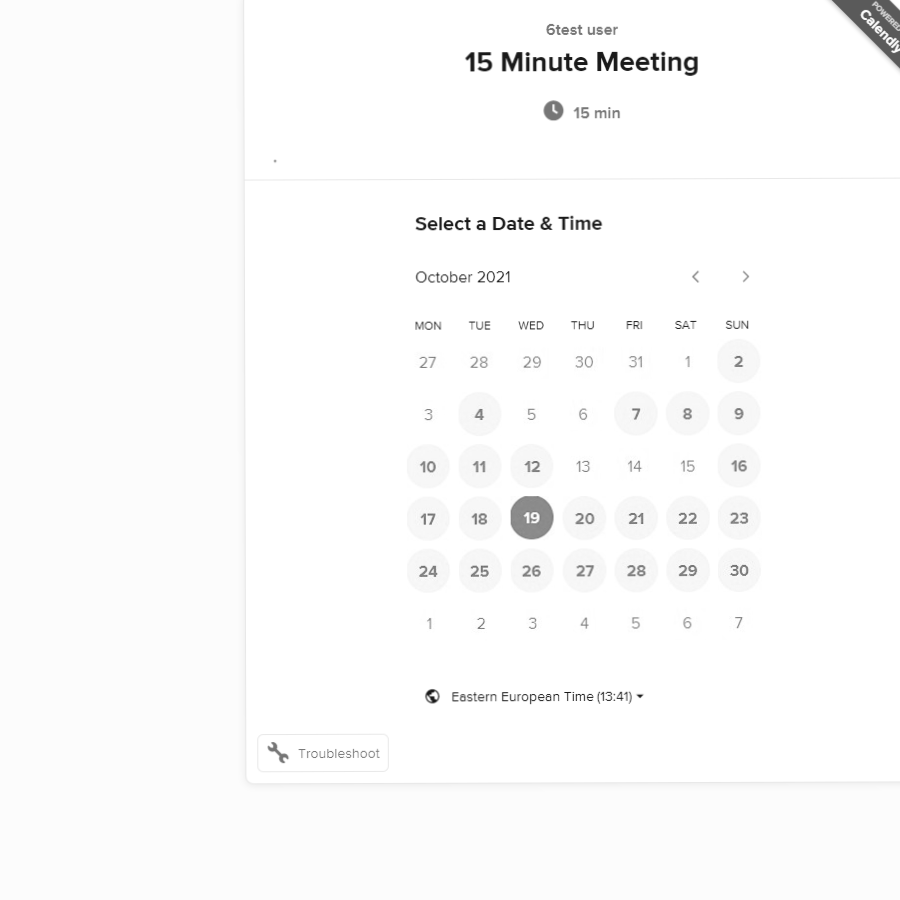 6test user
POWERED
Calendly
15 Minute Meeting
15 min
Select a Date & Time
October 2021
MON TUE WED THU FRI SAT SUN
27 28 29 30 31 1 2
3 4 5 6 7 8 9
10 11 12 13 14 15 16
17 18 19 20 21 22 23
24 25 26 27 28 29 30
1 2 3 4 5 6 7
Eastern European Time (13:41)
Troubleshoot